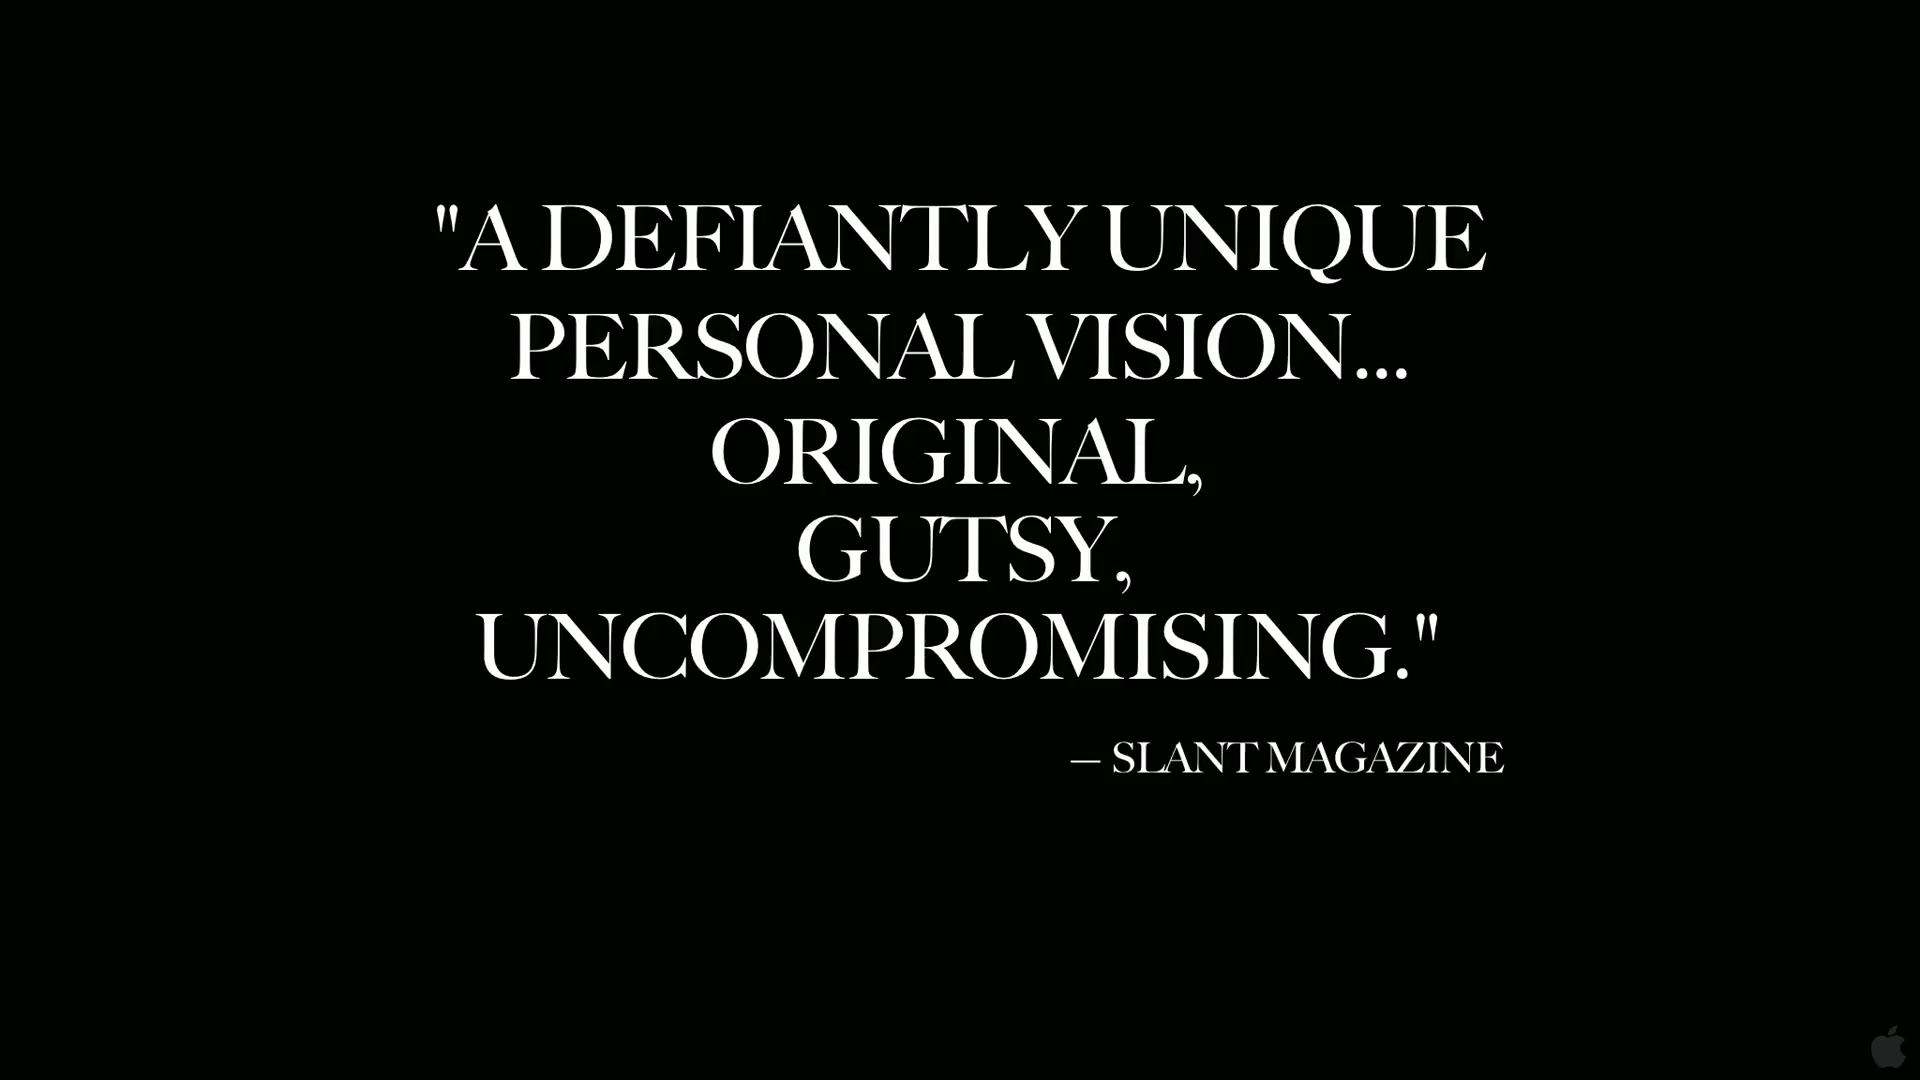 "A DEFIANTLY UNIQUE
PERSONAL VISION...
ORIGINAL,
GUTSY,
UNCOMPROMISING."
— SLANT MAGAZINE